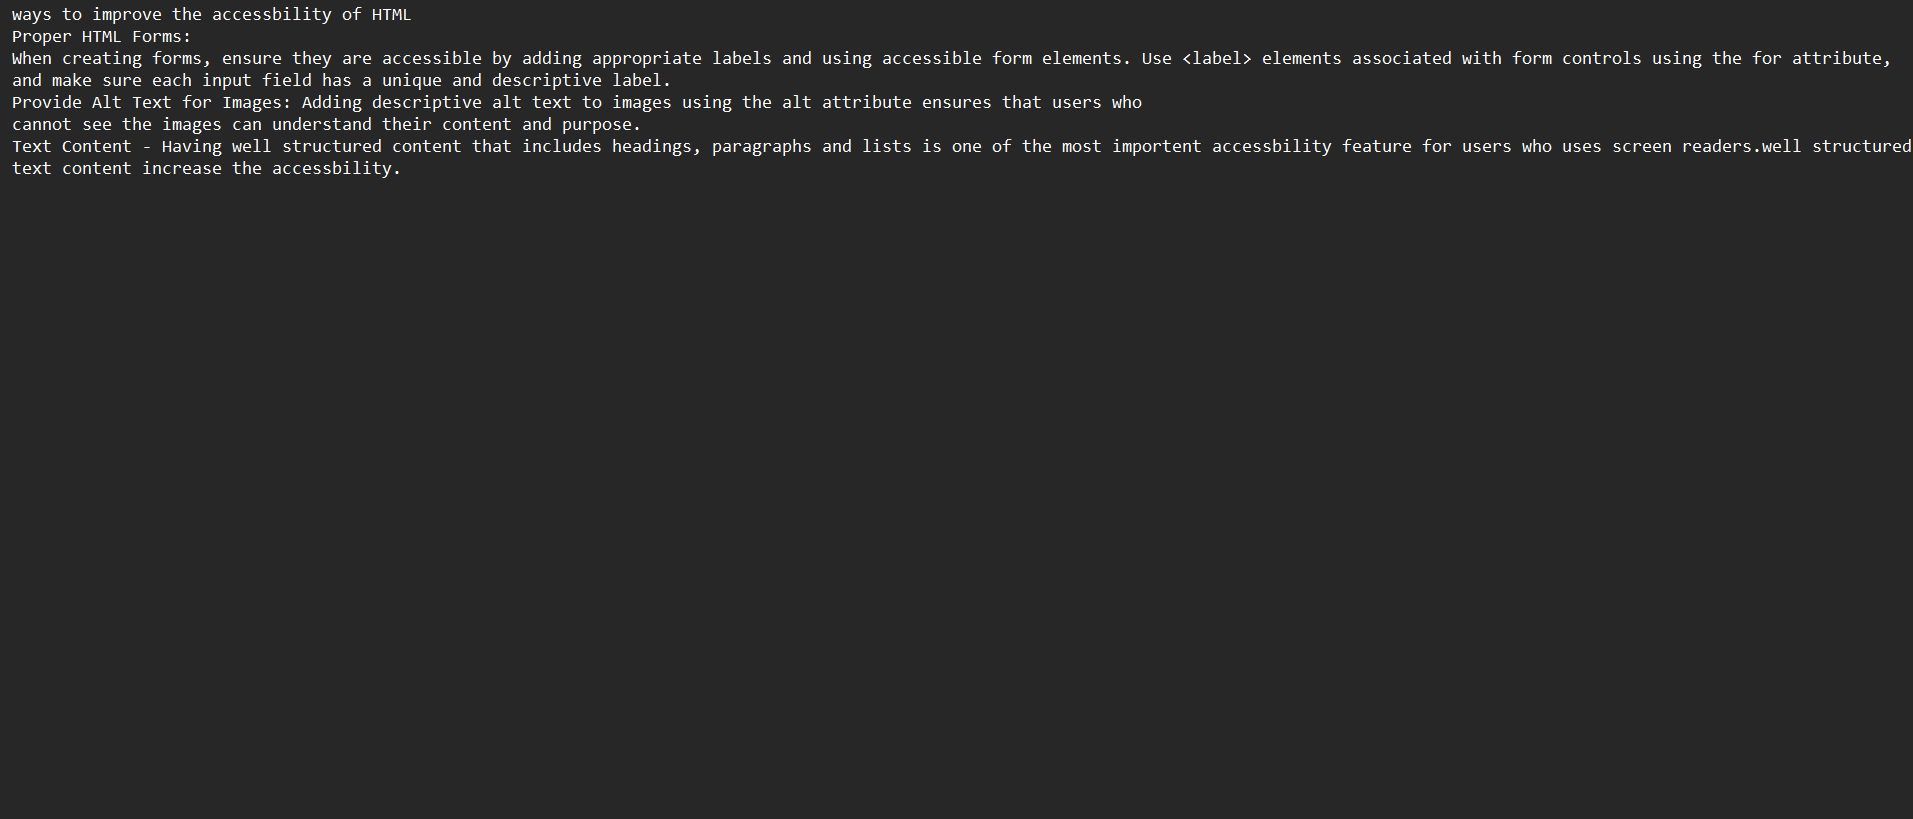 ways to improve the accessbility of HTML
Proper HTML Forms:
When creating forms, ensure they are accessible by adding appropriate labels and using accessible form elements. Use <label> elements associated with form controls using the for attribute,
and make sure each input field has a unique and descriptive label.
Provide Alt Text for Images: Adding descriptive alt text to images using the alt attribute ensures that users who
cannot see the images can understand their content and purpose.
Text Content - Having well structured content that includes headings, paragraphs and lists is one of the most importent accessbility feature for users who uses screen readers.well structured
text content increase the accessbility.